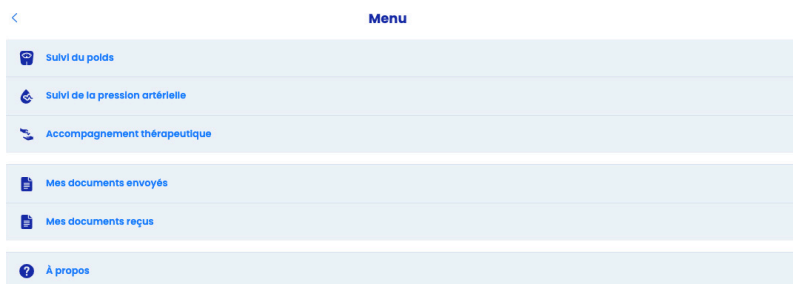 Menu
Suivi du poids
Suivi de la pression artérielle
Accompagnement thérapeutique
Mes documents envoyés
Mes documents reçus
À propos